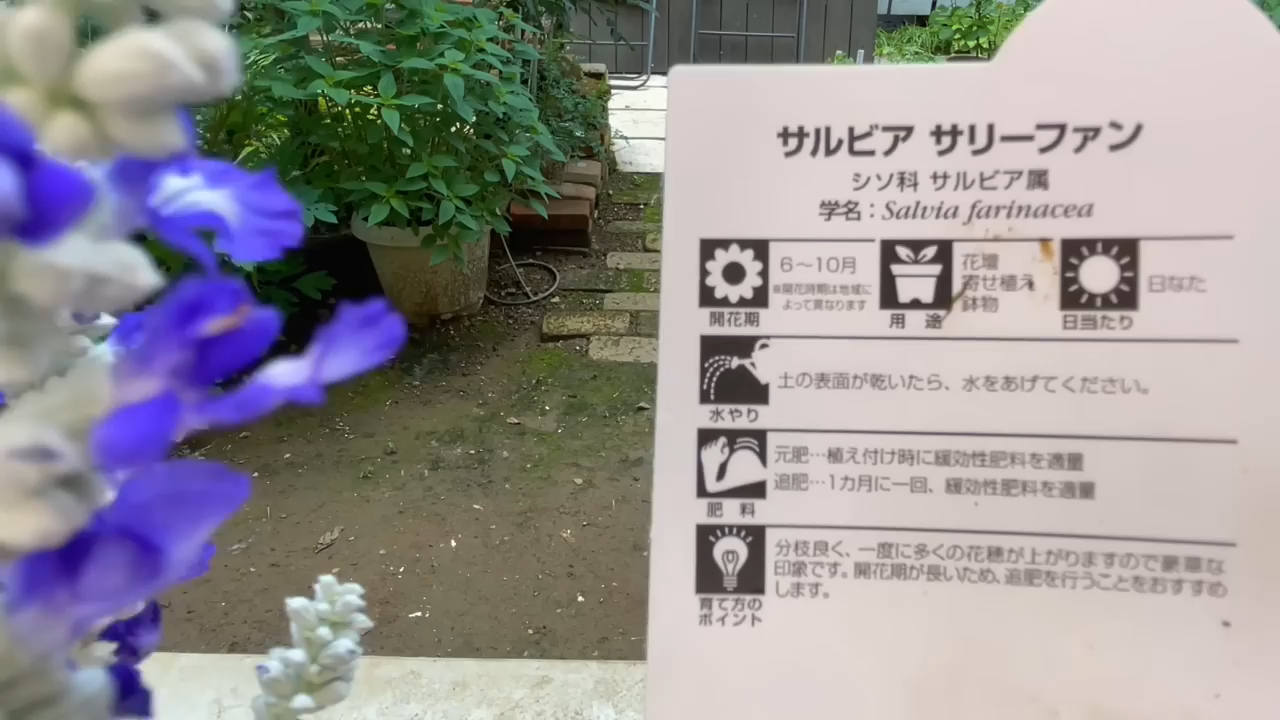 サルビア サリーファン
シソ科 サルビア属
学名：Salvia farinacea
6〜10月
※開花時期は地域に
よって異なります
開花期
花壇
寄せ植え
鉢物
用 途
日なた
日当たり
土の表面が乾いたら、水をあげてください。
水やり
元肥…植え付け時に緩効性肥料を適量
追肥…1カ月に一回、緩効性肥料を適量
肥 料
分枝良く、一度に多くの花穂が上がりますので豪華な
印象です。開花期が長いため、追肥を行うことをおすすめ
します。
育て方の
ポイント